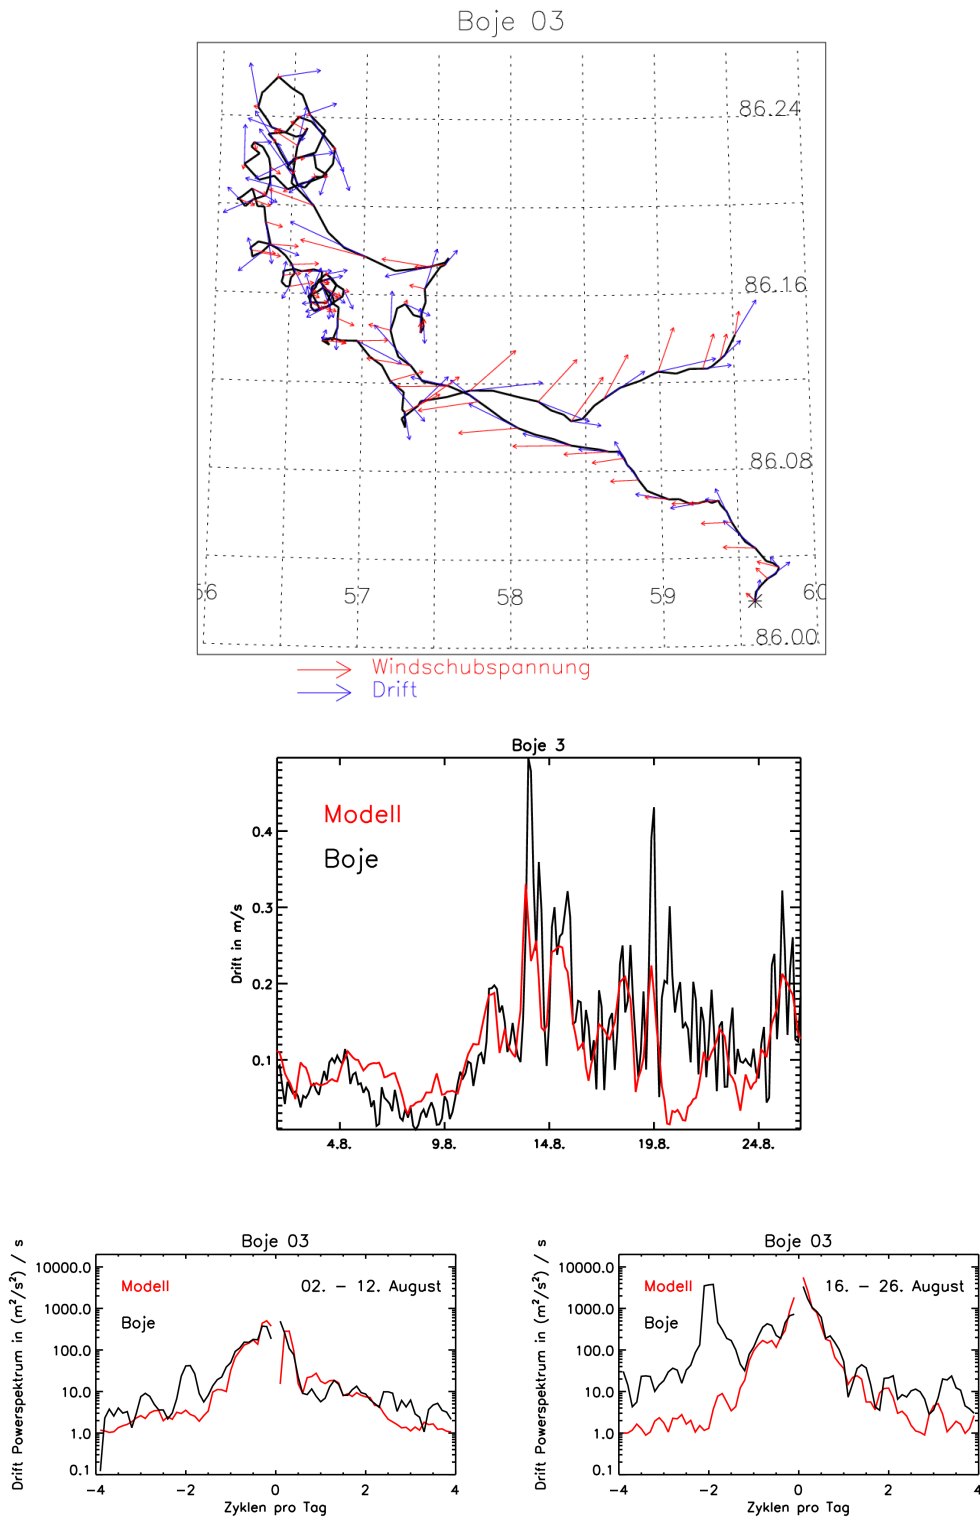 Boje 03
86.24
86.16
86.08
56 57 58 59 60
86.00
Windschubspannung
Drift
Boje 3
Modell
Boje
Drift in m/s
0.4
0.3
0.2
0.1
4.8. 9.8. 14.8. 19.8. 24.8.
Boje 03
Drift Powerspektrum in (m²/s²) / s
10000.0
1000.0
100.0
10.0
1.0
0.1
Modell 02. – 12. August
Boje
−4 −2 0 2 4
Zyklen pro Tag
Boje 03
Drift Powerspektrum in (m²/s²) / s
10000.0
1000.0
100.0
10.0
1.0
0.1
Modell 16. – 26. August
Boje
−4 −2 0 2 4
Zyklen pro Tag